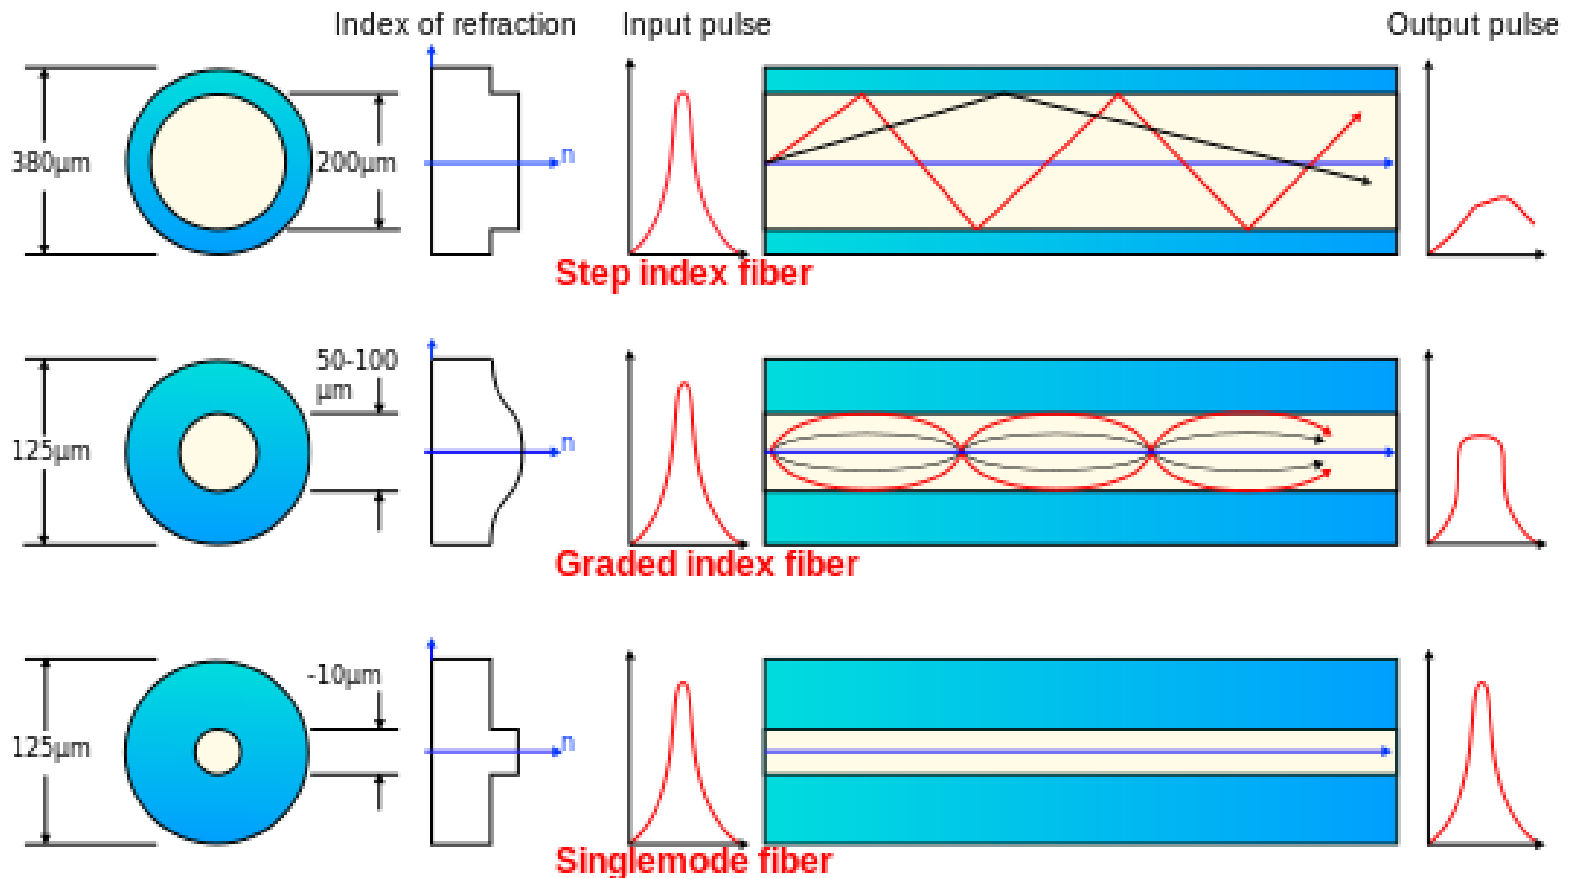 Index of refraction
Input pulse
Output pulse
380µm
200µm
n
Step index fiber
50-100
µm
125µm
n
Graded index fiber
-10µm
125µm
n
Singlemode fiber